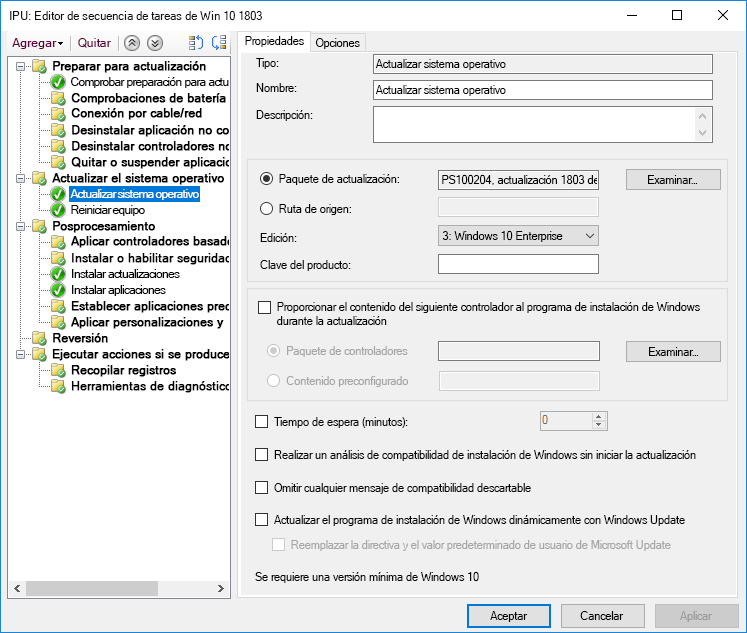 IPU: Editor de secuencia de tareas de Win 10 1803
Agregar Quitar
Preparar para actualización
Comprobar preparación para actu
Comprobaciones de batería
Conexión por cable/red
Desinstalar aplicación no co
Desinstalar controladores no
Quitar o suspender aplicació
Actualizar el sistema operativo
Actualizar sistema operativo
Reiniciar equipo
Posprocesamiento
Aplicar controladores basado
Instalar o habilitar seguridad
Instalar actualizaciones
Instalar aplicaciones
Establecer aplicaciones pred
Aplicar personalizaciones y
Reversión
Ejecutar acciones si se produce
Recopilar registros
Herramientas de diagnóstico
Propiedades Opciones
Tipo: Actualizar sistema operativo
Nombre: Actualizar sistema operativo
Descripción:
Paquete de actualización: PS100204, actualización 1803 de Examinar...
Ruta de origen:
Edición: 3: Windows 10 Enterprise
Clave del producto:
Proporcionar el contenido del siguiente controlador al programa de instalación de Windows
durante la actualización
Paquete de controladores Examinar...
Contenido preconfigurado
Tiempo de espera (minutos): 0
Realizar un análisis de compatibilidad de instalación de Windows sin iniciar la actualización
Omitir cualquier mensaje de compatibilidad descartable
Actualizar el programa de instalación de Windows dinámicamente con Windows Update
Reemplazar la directiva y el valor predeterminado de usuario de Microsoft Update
Se requiere una versión mínima de Windows 10
Aceptar Cancelar Aplicar